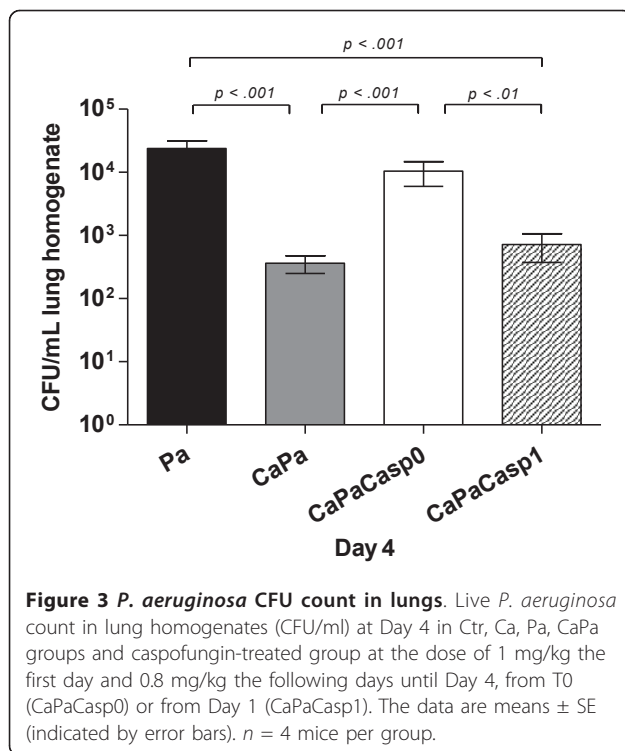 p < .001
p < .001 p < .001 p < .01
10⁵
10⁴
10³
10²
10¹
10⁰
CFU/mL lung homogenate
Pa CaPa CaPaCasp0 CaPaCasp1
Day 4
Figure 3 P. aeruginosa CFU count in lungs. Live P. aeruginosa
count in lung homogenates (CFU/ml) at Day 4 in Ctr, Ca, Pa, CaPa
groups and caspofungin-treated group at the dose of 1 mg/kg the
first day and 0.8 mg/kg the following days until Day 4, from T0
(CaPaCasp0) or from Day 1 (CaPaCasp1). The data are means ± SE
(indicated by error bars). n = 4 mice per group.